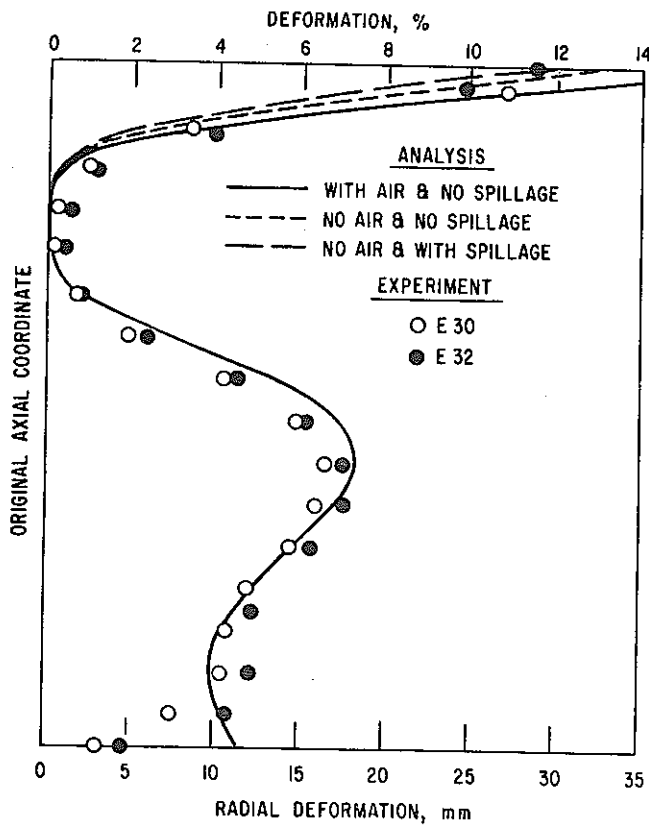 DEFORMATION, %
0 2 4 6 8 10 12 14
ANALYSIS
WITH AIR & NO SPILLAGE
NO AIR & NO SPILLAGE
NO AIR & WITH SPILLAGE
EXPERIMENT
E 30
E 32
ORIGINAL AXIAL COORDINATE
0 5 10 15 20 25 30 35
RADIAL DEFORMATION, mm